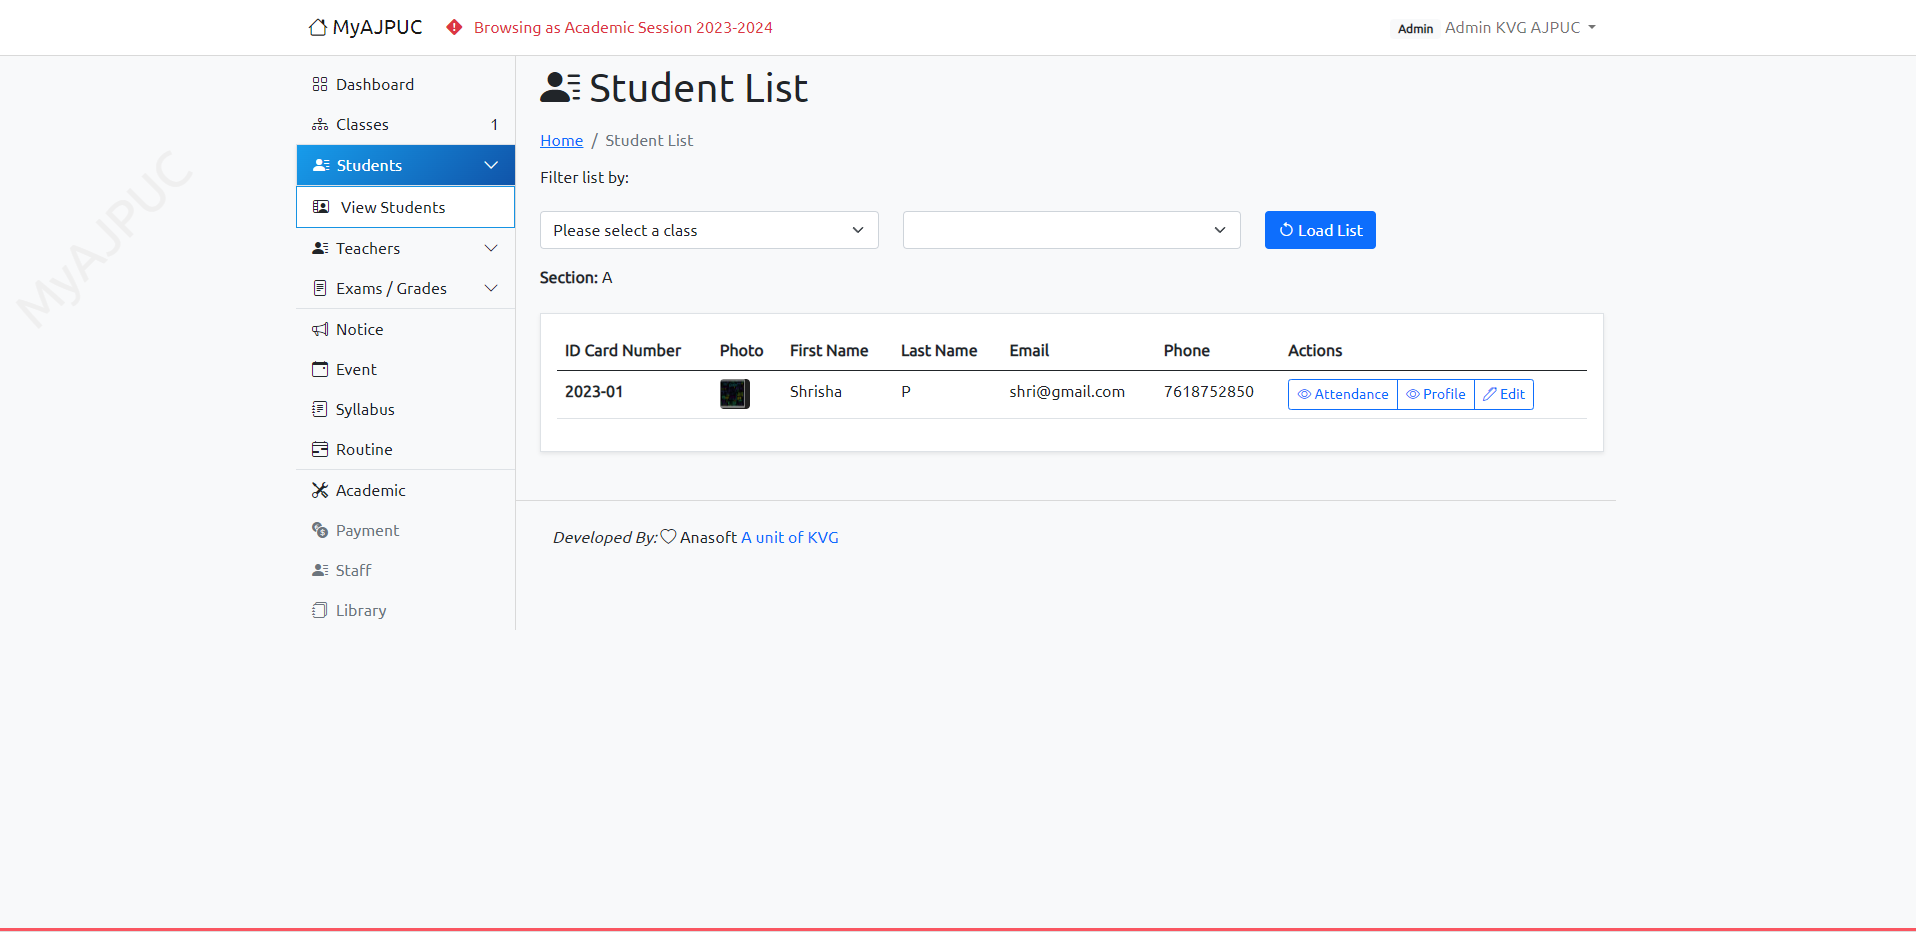 MyAJPUC
Browsing as Academic Session 2023-2024
Admin Admin KVG AJPUC
Dashboard
Classes 1
Students
View Students
Teachers
Exams / Grades
Notice
Event
Syllabus
Routine
Academic
Payment
Staff
Library
MyAJPUC
Student List
Home / Student List
Filter list by:
Please select a class
Load List
Section: A
ID Card Number Photo First Name Last Name Email Phone Actions
2023-01 Shrisha P shri@gmail.com 7618752850 Attendance Profile Edit
Developed By: Anasoft A unit of KVG